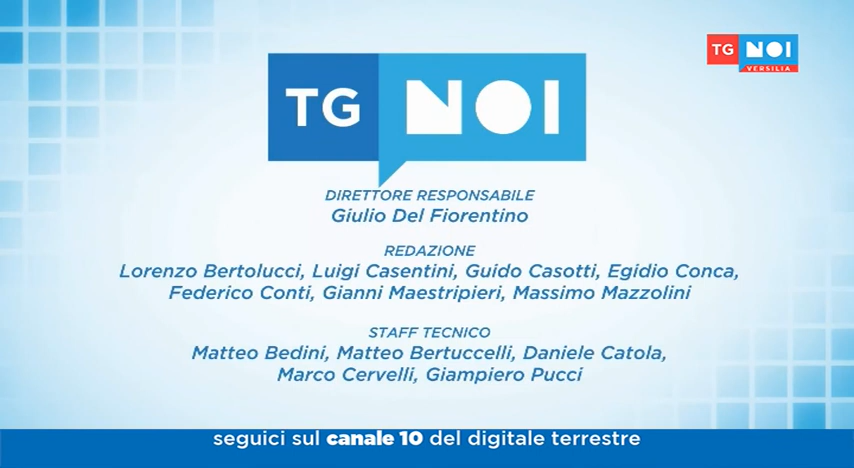 TG NOI
VERSILIA
TG NOI
DIRETTORE RESPONSABILE
Giulio Del Fiorentino
REDAZIONE
Lorenzo Bertolucci, Luigi Casentini, Guido Casotti, Egidio Conca,
Federico Conti, Gianni Maestripieri, Massimo Mazzolini
STAFF TECNICO
Matteo Bedini, Matteo Bertuccelli, Daniele Catola,
Marco Cervelli, Giampiero Pucci
seguici sul canale 10 del digitale terrestre